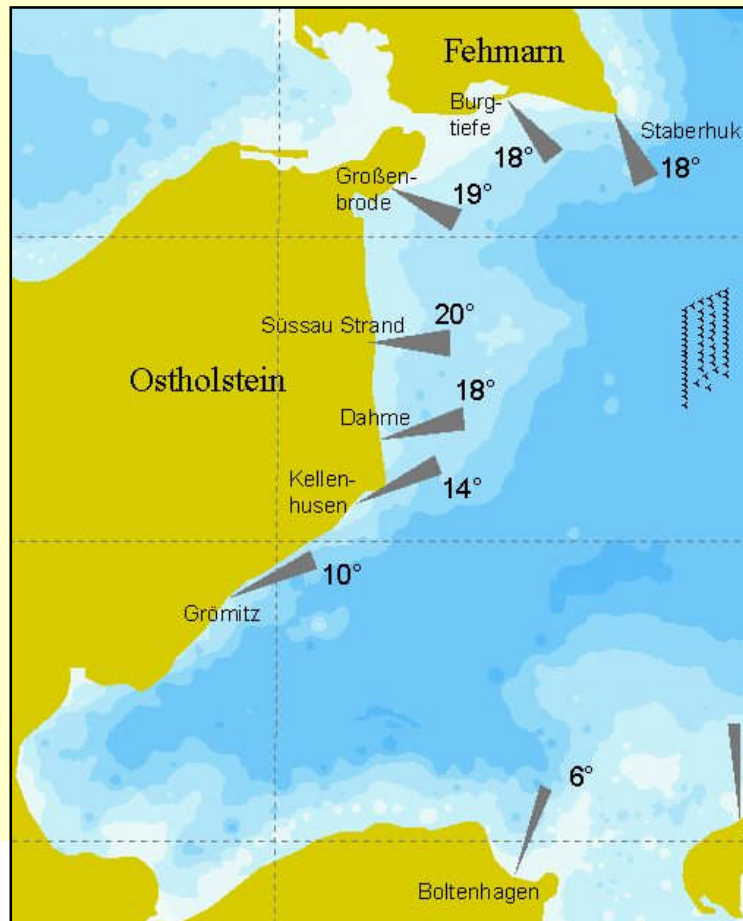 Fehmarn
Burg-
tiefe
18°
Staberhuk
18°
Großen-
brode
19°
Süssau Strand
20°
Ostholstein
Dahme
18°
Kellen-
husen
14°
Grömitz
10°
6°
Boltenhagen